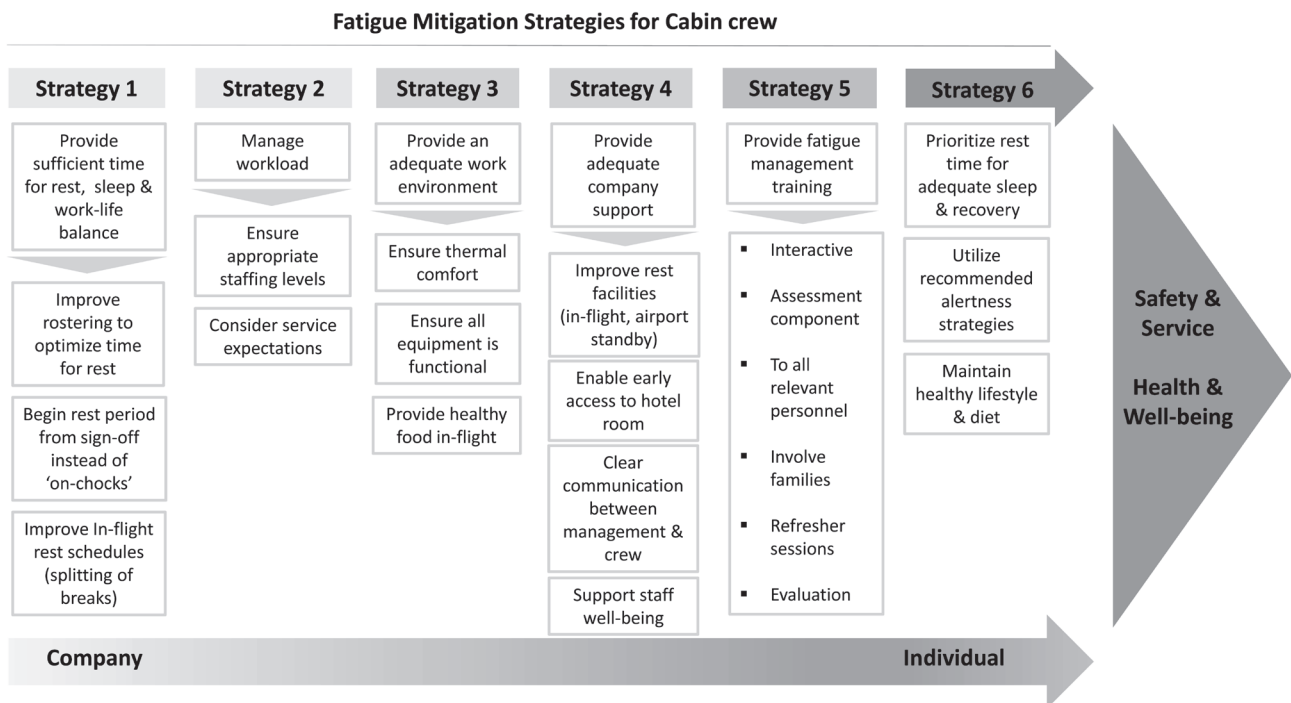 Fatigue Mitigation Strategies for Cabin crew
Strategy 1
Provide
sufficient time
for rest, sleep &
work-life
balance
Improve
rostering to
optimize time
for rest
Begin rest period
from sign-off
instead of
‘on-chocks’
Improve In-flight
rest schedules
(splitting of
breaks)
Strategy 2
Manage
workload
Ensure
appropriate
staffing levels
Consider service
expectations
Strategy 3
Provide an
adequate work
environment
Ensure thermal
comfort
Ensure all
equipment is
functional
Provide healthy
food in-flight
Strategy 4
Provide
adequate
company
support
Improve rest
facilities
(in-flight, airport
standby)
Enable early
access to hotel
room
Clear
communication
between
management &
crew
Support staff
well-being
Strategy 5
Provide fatigue
management
training
▪ Interactive
▪ Assessment
component
▪ To all
relevant
personnel
▪ Involve
families
▪ Refresher
sessions
▪ Evaluation
Strategy 6
Prioritize rest
time for
adequate sleep
& recovery
Utilize
recommended
alertness
strategies
Maintain
healthy lifestyle
& diet
Safety &
Service
Health &
Well-being
Company
Individual